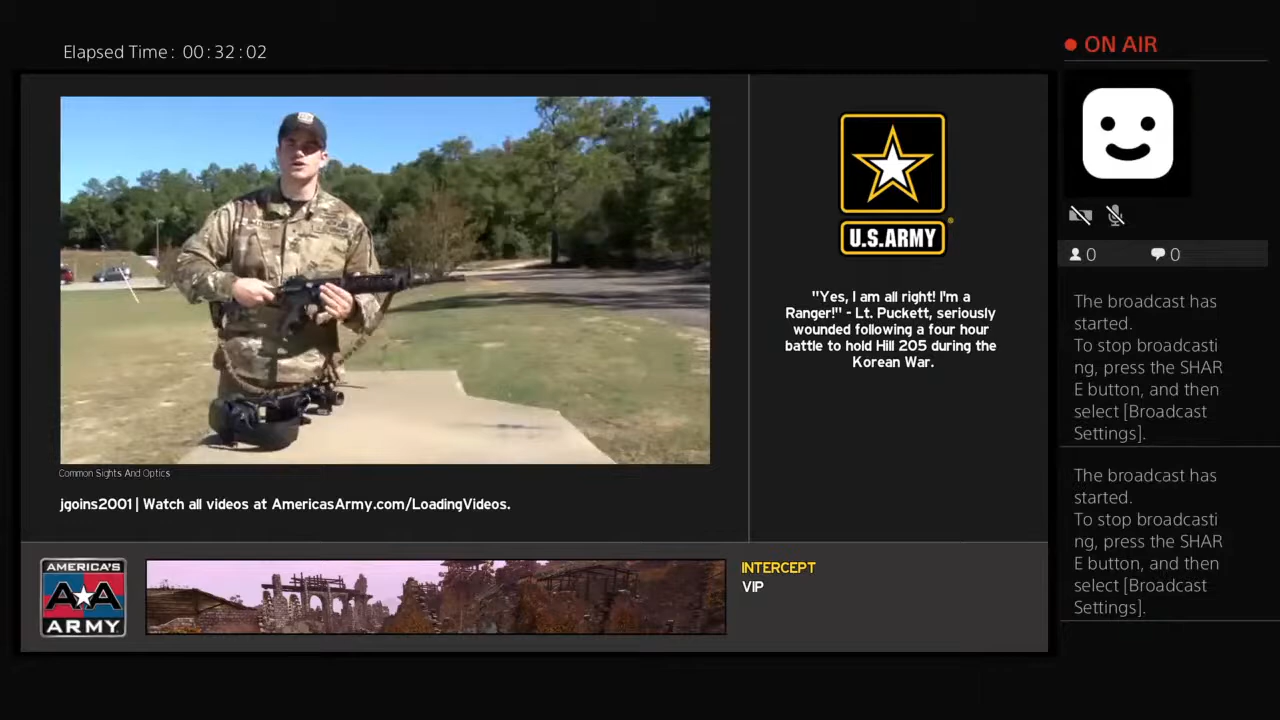 Elapsed Time: 00:32:02
ON AIR
U.S.ARMY
"Yes, I am all right! I'm a
Ranger!" - Lt. Puckett, seriously
wounded following a four hour
battle to hold Hill 205 during the
Korean War.
Common Sights And Optics
jgoins2001 | Watch all videos at AmericasArmy.com/LoadingVideos.
AMERICA'S
AA
ARMY
INTERCEPT
VIP
0
0
The broadcast has
started.
To stop broadcasti
ng, press the SHAR
E button, and then
select [Broadcast
Settings].
The broadcast has
started.
To stop broadcasti
ng, press the SHAR
E button, and then
select [Broadcast
Settings].